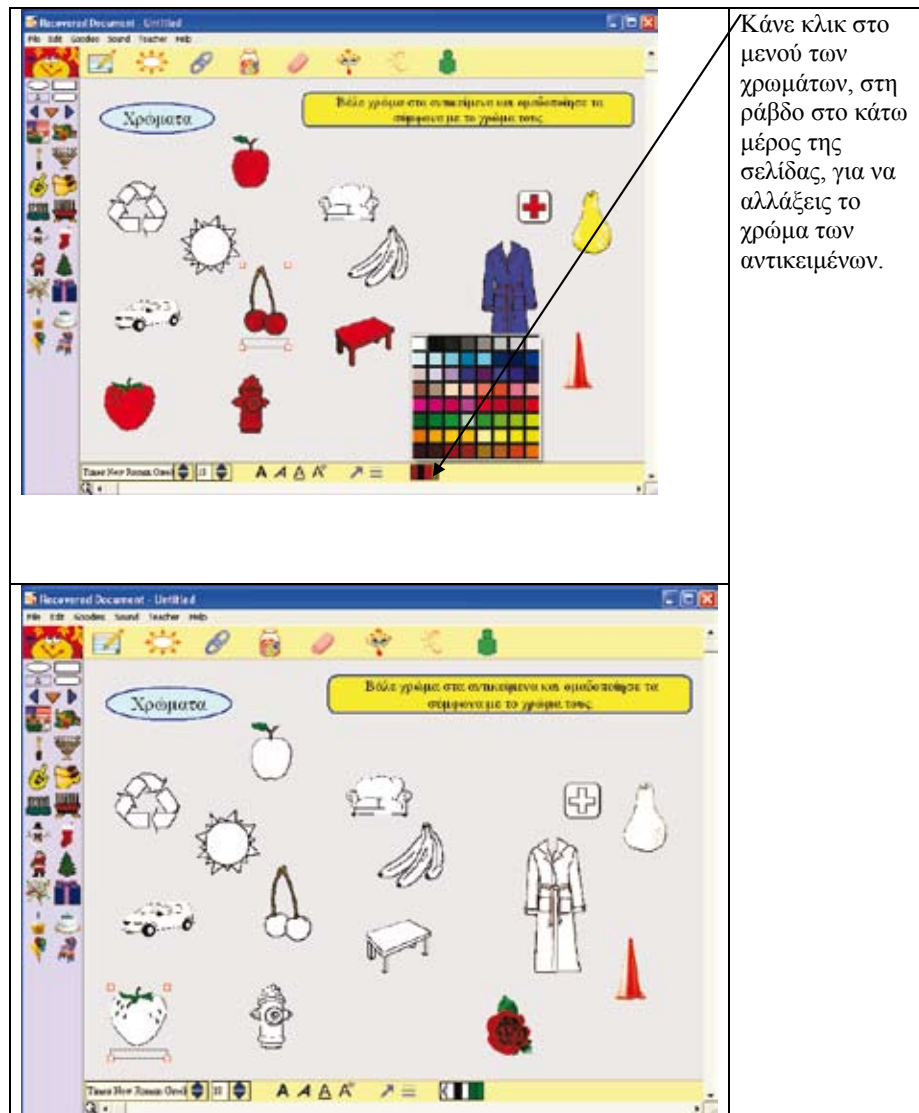 Recovered Document - Untitled
File Edit Goodies Sound Teacher Help
Χρώματα
Βάλε χρώμα στα αντικείμενα και ομαδοποίησε τα
σύμφωνα με το χρώμα τους
Times New Roman Greek
Κάνε κλικ στο
μενού των
χρωμάτων, στη
ράβδο στο κάτω
μέρος της
σελίδας, για να
αλλάξεις το
χρώμα των
αντικειμένων.
Recovered Document - Untitled
File Edit Goodies Sound Teacher Help
Χρώματα
Βάλε χρώμα στα αντικείμενα και ομαδοποίησε τα
σύμφωνα με το χρώμα τους
Times New Roman Greek